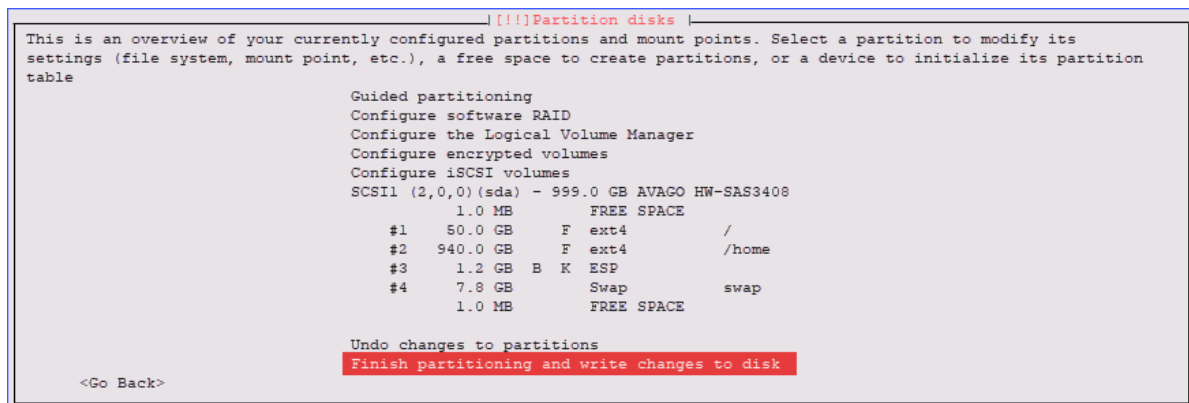 [!!]Partition disks
This is an overview of your currently configured partitions and mount points. Select a partition to modify its
settings (file system, mount point, etc.), a free space to create partitions, or a device to initialize its partition
table
Guided partitioning
Configure software RAID
Configure the Logical Volume Manager
Configure encrypted volumes
Configure iSCSI volumes
SCSI1 (2,0,0)(sda) - 999.0 GB AVAGO HW-SAS3408
1.0 MB FREE SPACE
#1 50.0 GB F ext4 /
#2 940.0 GB F ext4 /home
#3 1.2 GB B K ESP
#4 7.8 GB Swap swap
1.0 MB FREE SPACE
Undo changes to partitions
Finish partitioning and write changes to disk
<Go Back>